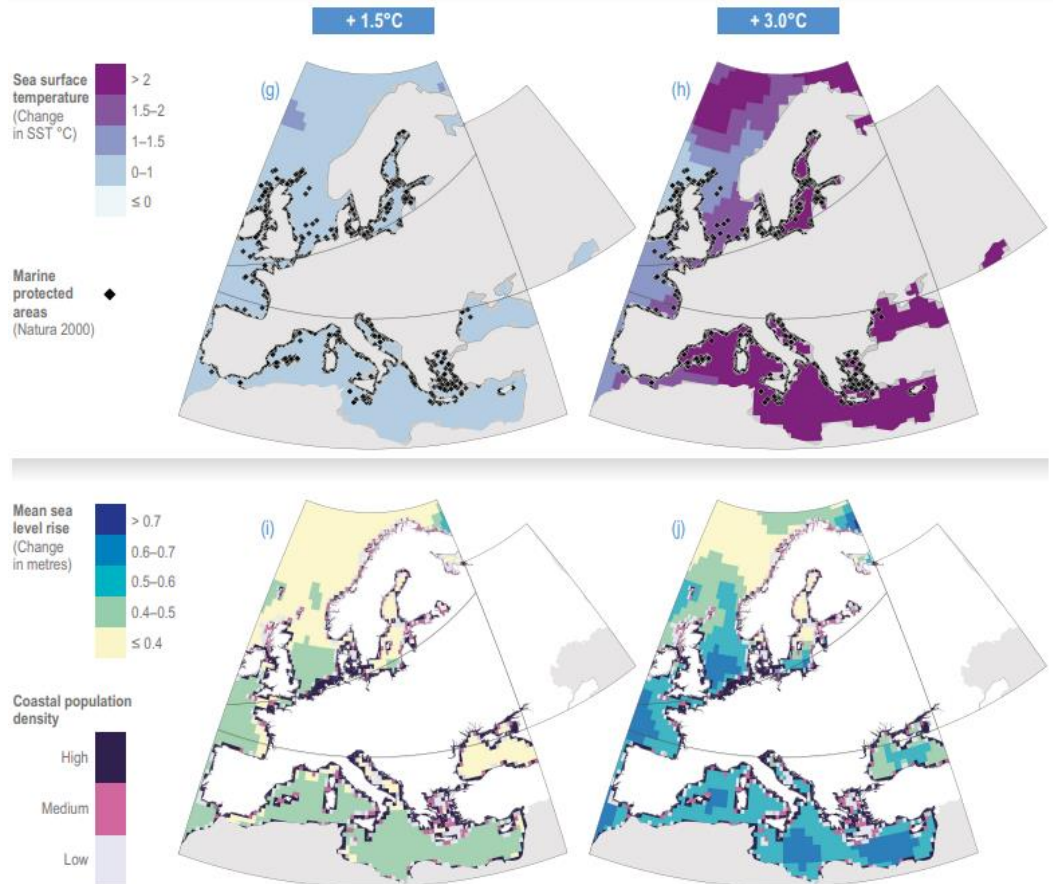 + 1.5°C
+ 3.0°C
Sea surface
temperature
(Change
in SST °C)
> 2
1.5–2
1–1.5
0–1
≤ 0
(g)
(h)
Marine
protected
areas
(Natura 2000)
Mean sea
level rise
(Change
in metres)
> 0.7
0.6–0.7
0.5–0.6
0.4–0.5
≤ 0.4
(i)
(j)
Coastal population
density
High
Medium
Low